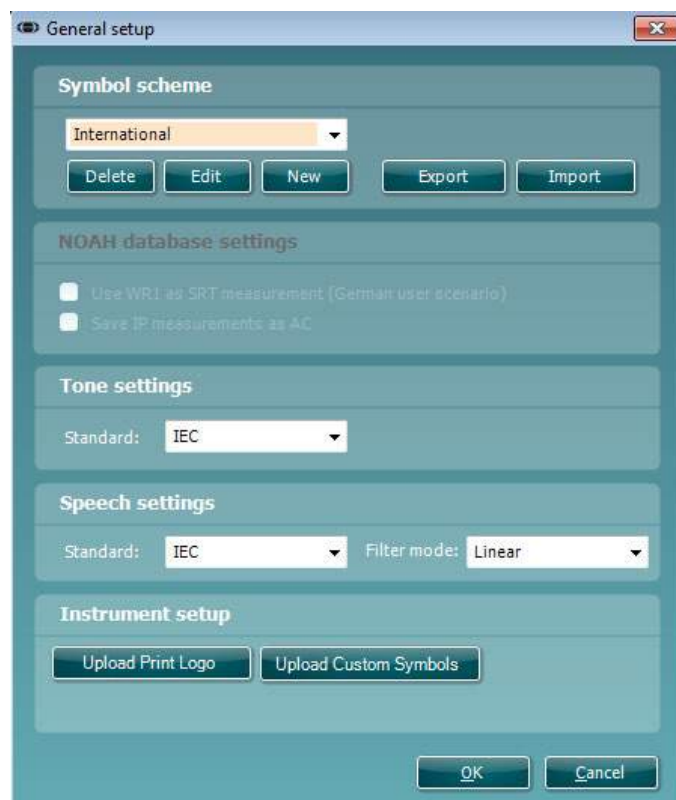 General setup
Symbol scheme
International
Delete Edit New Export Import
NOAH database settings
Use WR1 as SRT measurement (German user scenario)
Save IP measurements as AC
Tone settings
Standard: IEC
Speech settings
Standard: IEC Filter mode: Linear
Instrument setup
Upload Print Logo Upload Custom Symbols
OK Cancel